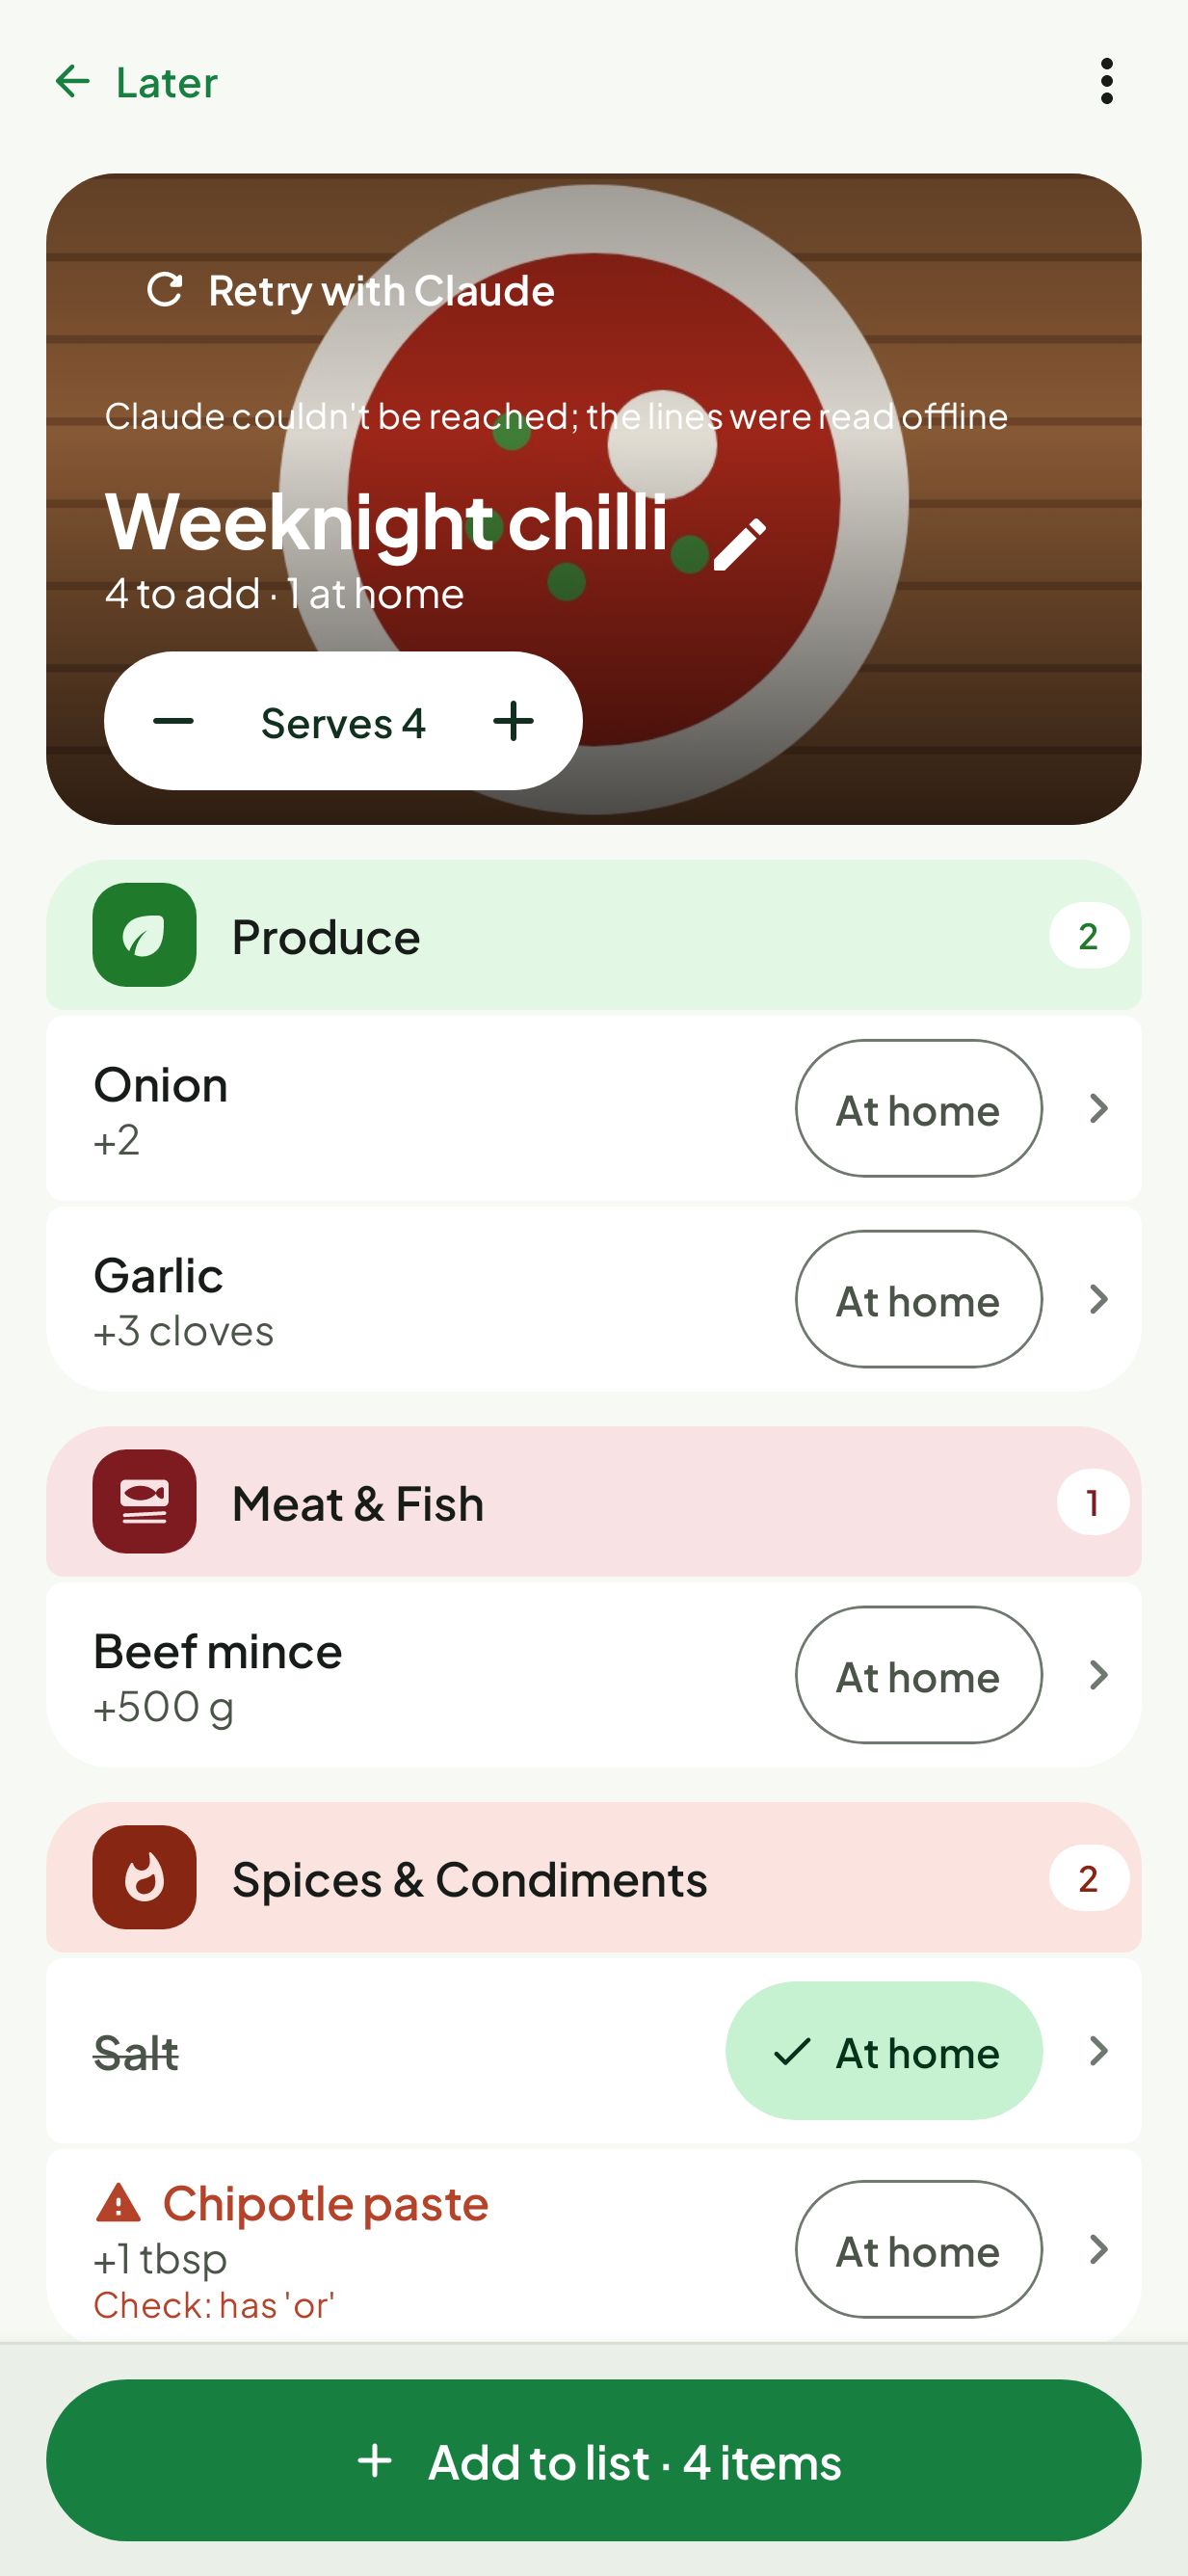 Later
Retry with Claude
Claude couldn't be reached; the lines were read offline
Weeknight chilli
4 to add · 1 at home
Serves 4
Produce
2
Onion
+2
At home
Garlic
+3 cloves
At home
Meat & Fish
1
Beef mince
+500 g
At home
Spices & Condiments
2
Salt
At home
Chipotle paste
+1 tbsp
Check: has 'or'
At home
Add to list · 4 items